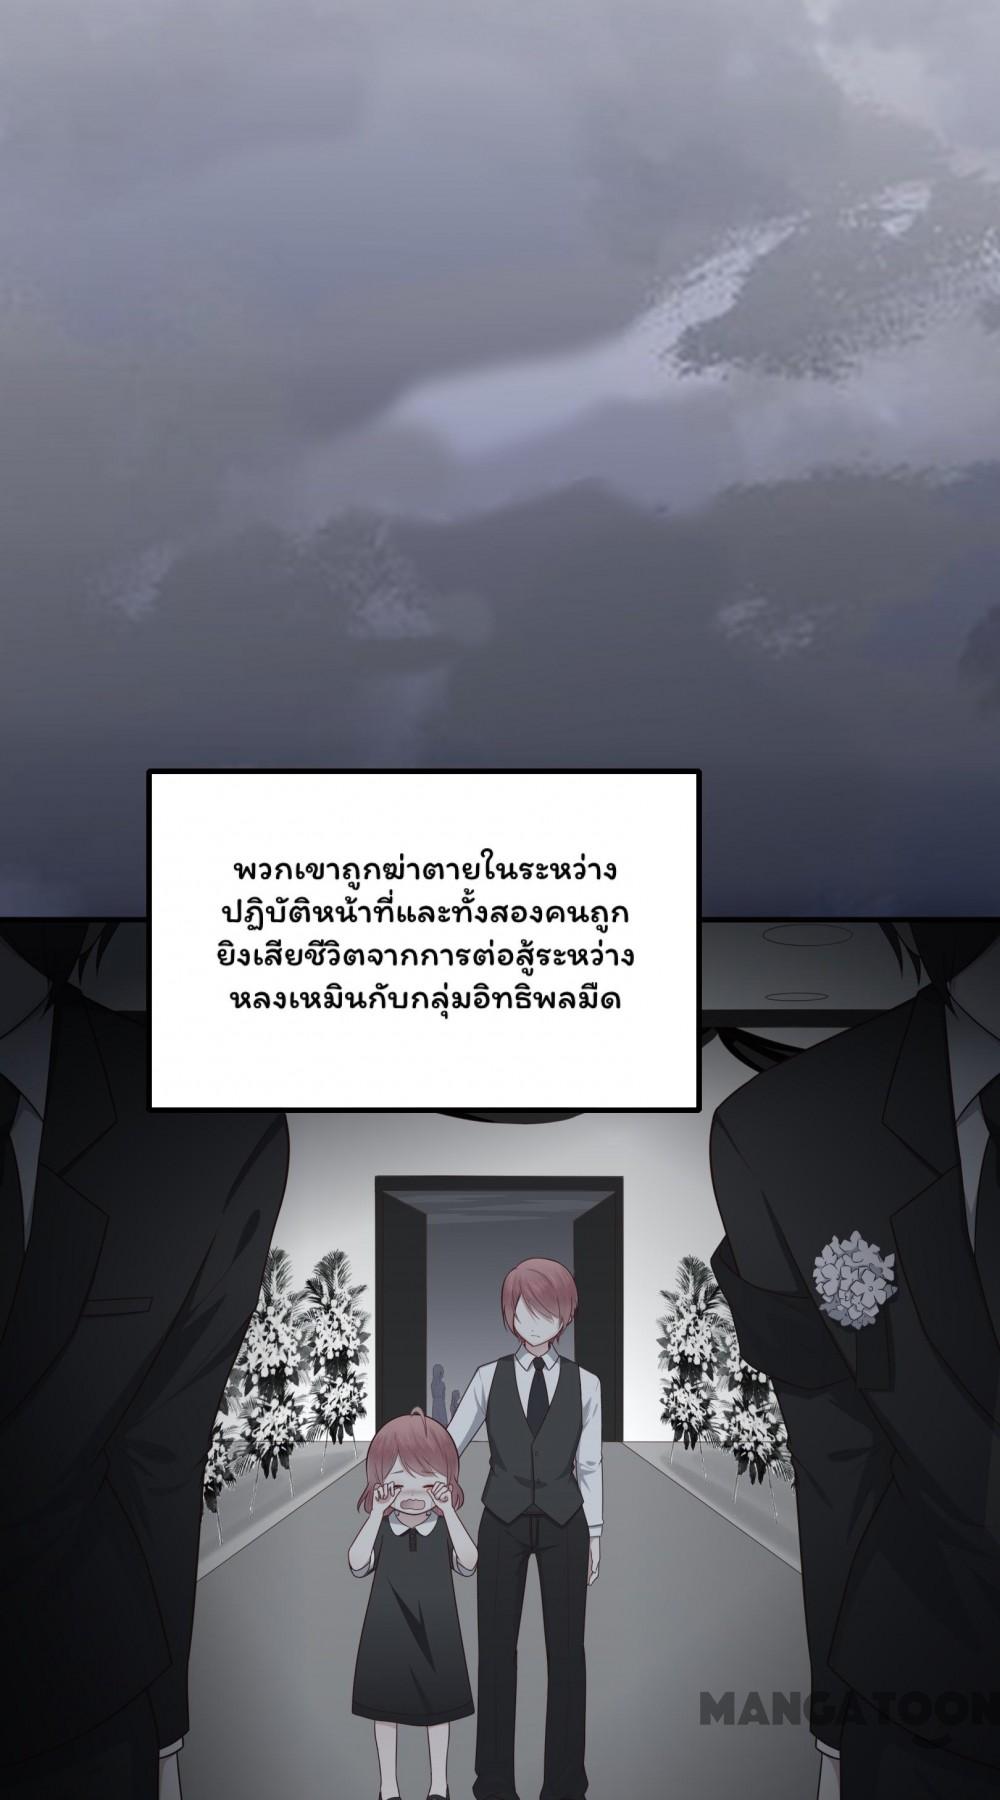 พวกเขาถูกฆ่าตายในระหว่าง
ปฏิบัติหน้าที่และทั้งสองคนถูก
ยิงเสียชีวิตจากการต่อสู้ระหว่าง
หลงเหมินกับกลุ่มอิทธิพลมืด
MANGATOON